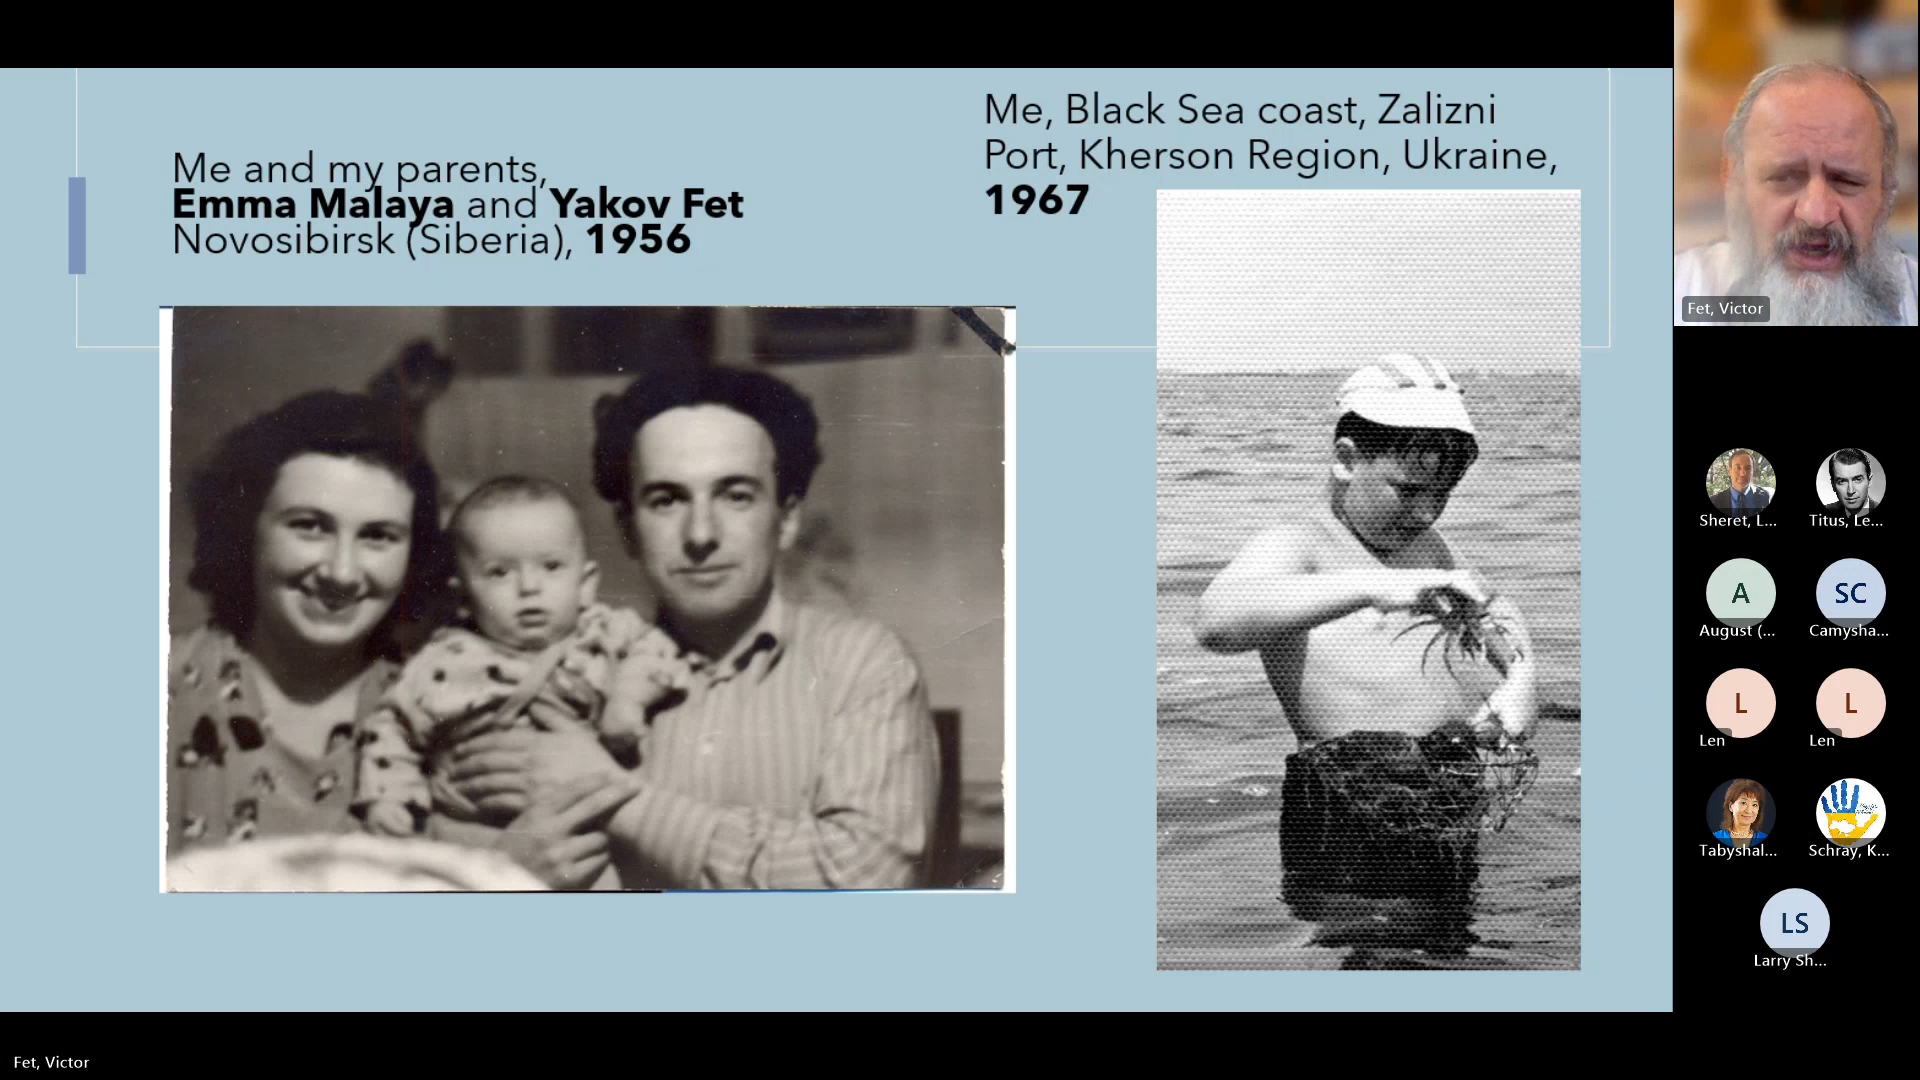 Me and my parents,
Emma Malaya and Yakov Fet
Novosibirsk (Siberia), 1956
Me, Black Sea coast, Zalizni
Port, Kherson Region, Ukraine,
1967
Fet, Victor
Sheret, L...
Titus, Le...
A
August (...
SC
Camysha...
L
Len
L
Len
Tabyshal...
Schray, K...
LS
Larry Sh...
Fet, Victor